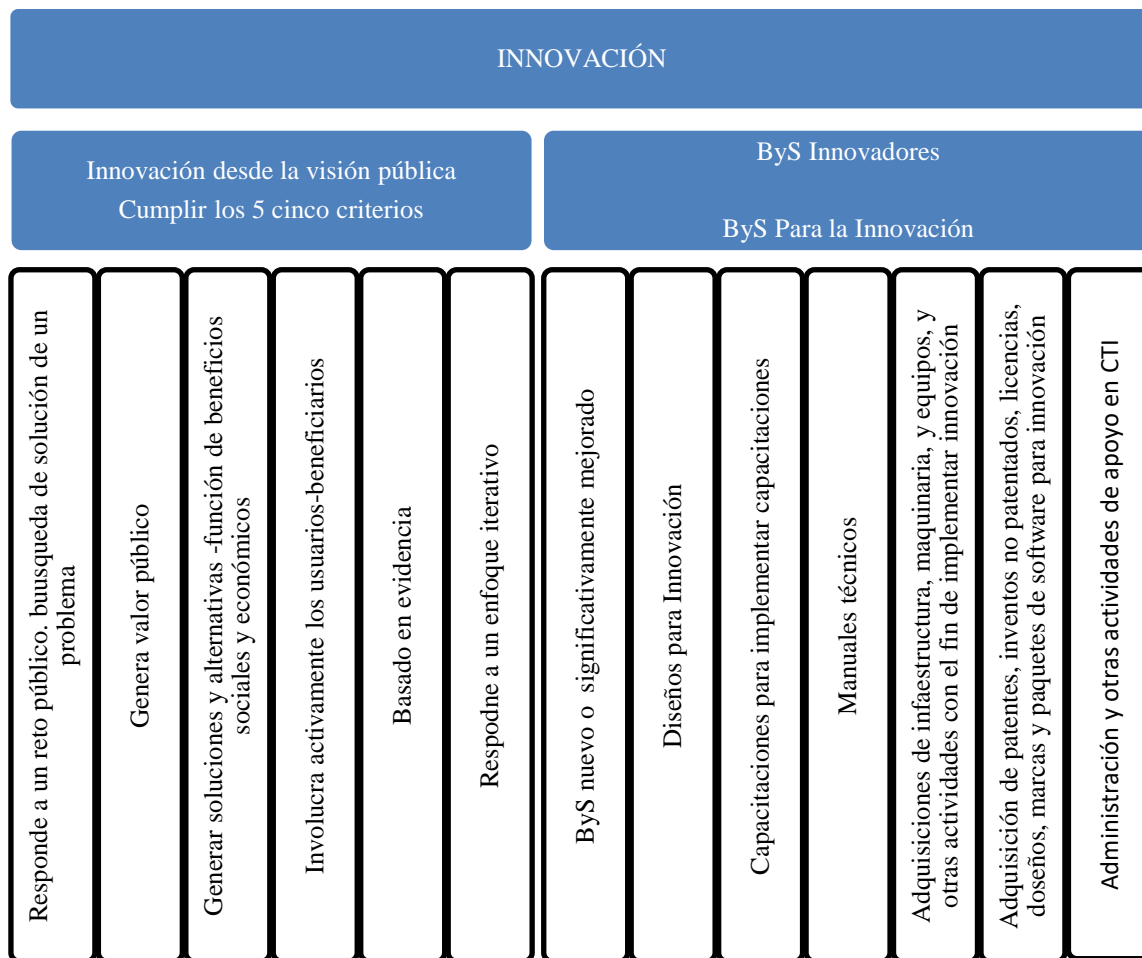 INNOVACIÓN
Innovación desde la visión pública
Cumplir los 5 cinco criterios
ByS Innovadores
ByS Para la Innovación
Responde a un reto público. buusqueda de solución de un
problema
Genera valor público
Generar soluciones y alternativas -función de beneficios
sociales y económicos
Involucra activamente los usuarios-beneficiarios
Basado en evidencia
Respodne a un enfoque iterativo
ByS nuevo o significativamente mejorado
Diseños para Innovación
Capacitaciones para implementar capacitaciones
Manuales técnicos
Adquisiciones de infaestructura, maquinaria, y equipos, y
otras actividades con el fin de implementar innovación
Adquisición de patentes, inventos no patentados, licencias,
doseños, marcas y paquetes de software para innovación
Administración y otras actividades de apoyo en CTI